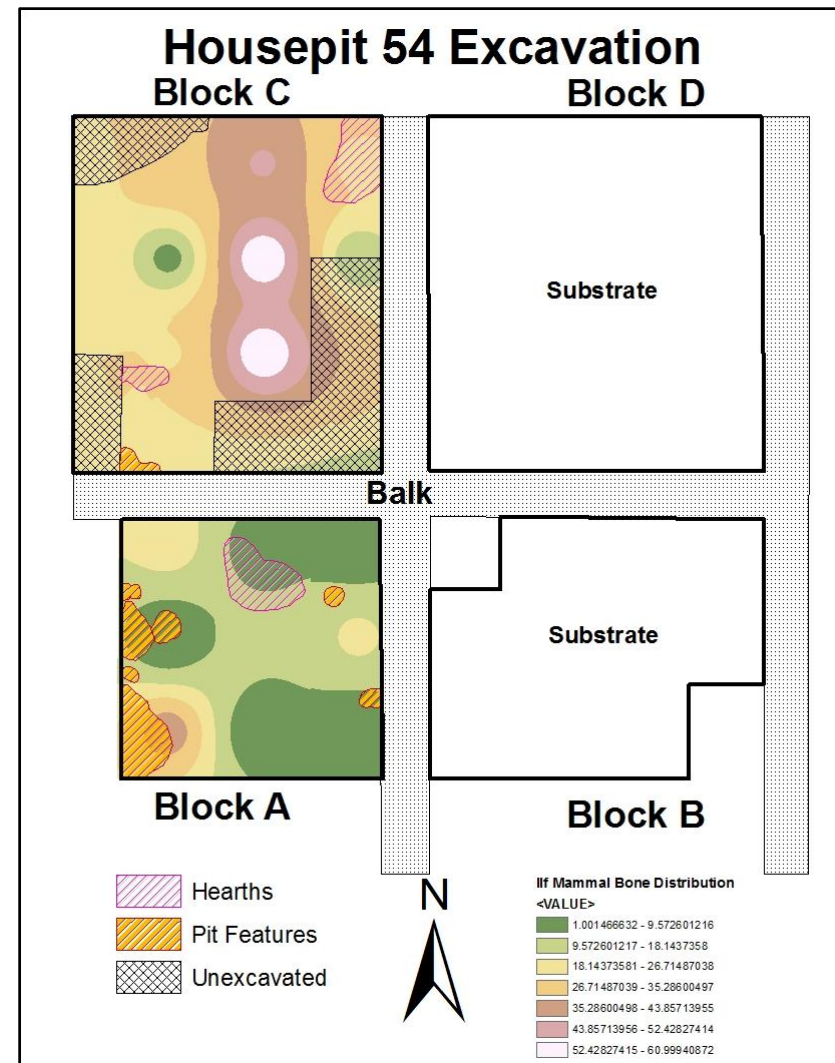 Housepit 54 Excavation
Block C
Block D
Substrate
Balk
Substrate
Block A
Block B
Hearths
Pit Features
Unexcavated
N
IIf Mammal Bone Distribution
<VALUE>
1.001466632 - 9.572601216
9.572601217 - 18.1437358
18.14373581 - 26.71487038
26.71487039 - 35.28600497
35.28600498 - 43.85713955
43.85713956 - 52.42827414
52.42827415 - 60.99940872